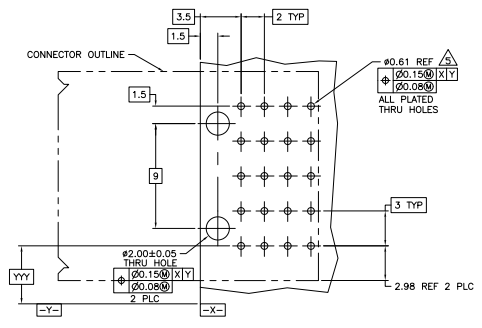 3.5
2 TYP
1.5
CONNECTOR OUTLINE
ø0.61 REF 5
⌖ Ø0.15Ⓜ X Y
Ø0.08Ⓜ
ALL PLATED
THRU HOLES
1.5
9
3 TYP
ø2.00±0.05
THRU HOLE
⌖ Ø0.15Ⓜ X Y
Ø0.08Ⓜ
2 PLC
YYY
2.98 REF 2 PLC
-Y-
-X-